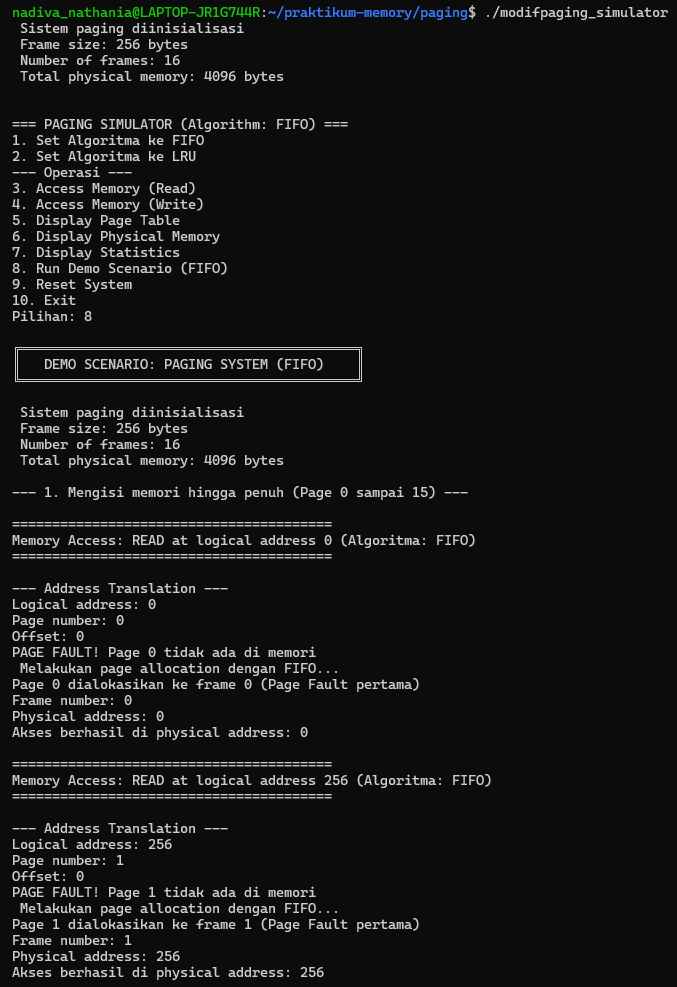 nadiva_nathania@LAPTOP-JR1G744R:~/praktikum-memory/paging$ ./modifpaging_simulator
Sistem paging diinisialisasi
Frame size: 256 bytes
Number of frames: 16
Total physical memory: 4096 bytes
=== PAGING SIMULATOR (Algorithm: FIFO) ===
1. Set Algoritma ke FIFO
2. Set Algoritma ke LRU
--- Operasi ---
3. Access Memory (Read)
4. Access Memory (Write)
5. Display Page Table
6. Display Physical Memory
7. Display Statistics
8. Run Demo Scenario (FIFO)
9. Reset System
10. Exit
Pilihan: 8
DEMO SCENARIO: PAGING SYSTEM (FIFO)
Sistem paging diinisialisasi
Frame size: 256 bytes
Number of frames: 16
Total physical memory: 4096 bytes
--- 1. Mengisi memori hingga penuh (Page 0 sampai 15) ---
========================================
Memory Access: READ at logical address 0 (Algoritma: FIFO)
========================================
--- Address Translation ---
Logical address: 0
Page number: 0
Offset: 0
PAGE FAULT! Page 0 tidak ada di memori
Melakukan page allocation dengan FIFO...
Page 0 dialokasikan ke frame 0 (Page Fault pertama)
Frame number: 0
Physical address: 0
Akses berhasil di physical address: 0
========================================
Memory Access: READ at logical address 256 (Algoritma: FIFO)
========================================
--- Address Translation ---
Logical address: 256
Page number: 1
Offset: 0
PAGE FAULT! Page 1 tidak ada di memori
Melakukan page allocation dengan FIFO...
Page 1 dialokasikan ke frame 1 (Page Fault pertama)
Frame number: 1
Physical address: 256
Akses berhasil di physical address: 256